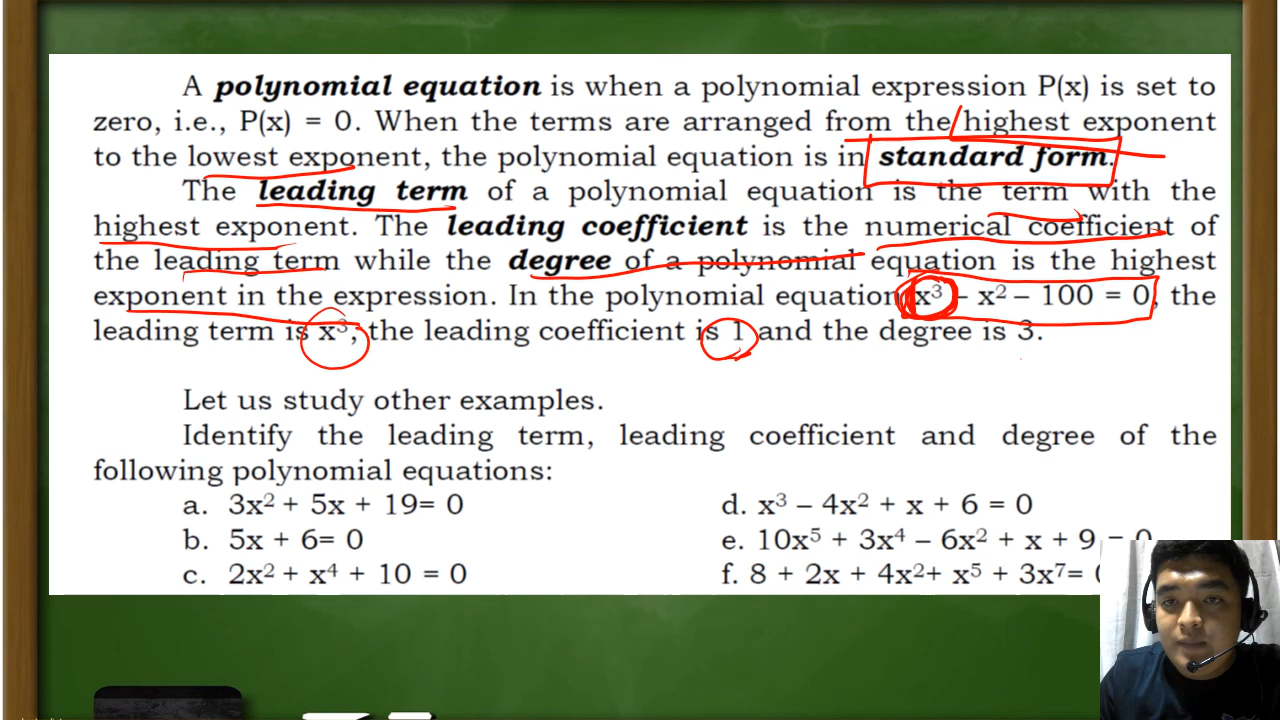 A polynomial equation is when a polynomial expression P(x) is set to
zero, i.e., P(x) = 0. When the terms are arranged from the highest exponent
to the lowest exponent, the polynomial equation is in standard form.
The leading term of a polynomial equation is the term with the
highest exponent. The leading coefficient is the numerical coefficient of
the leading term while the degree of a polynomial equation is the highest
exponent in the expression. In the polynomial equation x³ – x² – 100 = 0, the
leading term is x³, the leading coefficient is 1 and the degree is 3.
Let us study other examples.
Identify the leading term, leading coefficient and degree of the
following polynomial equations:
a. 3x² + 5x + 19= 0
b. 5x + 6= 0
c. 2x² + x⁴ + 10 = 0
d. x³ – 4x² + x + 6 = 0
e. 10x⁵ + 3x⁴ – 6x² + x + 9 = 0
f. 8 + 2x + 4x²+ x⁵ + 3x⁷=